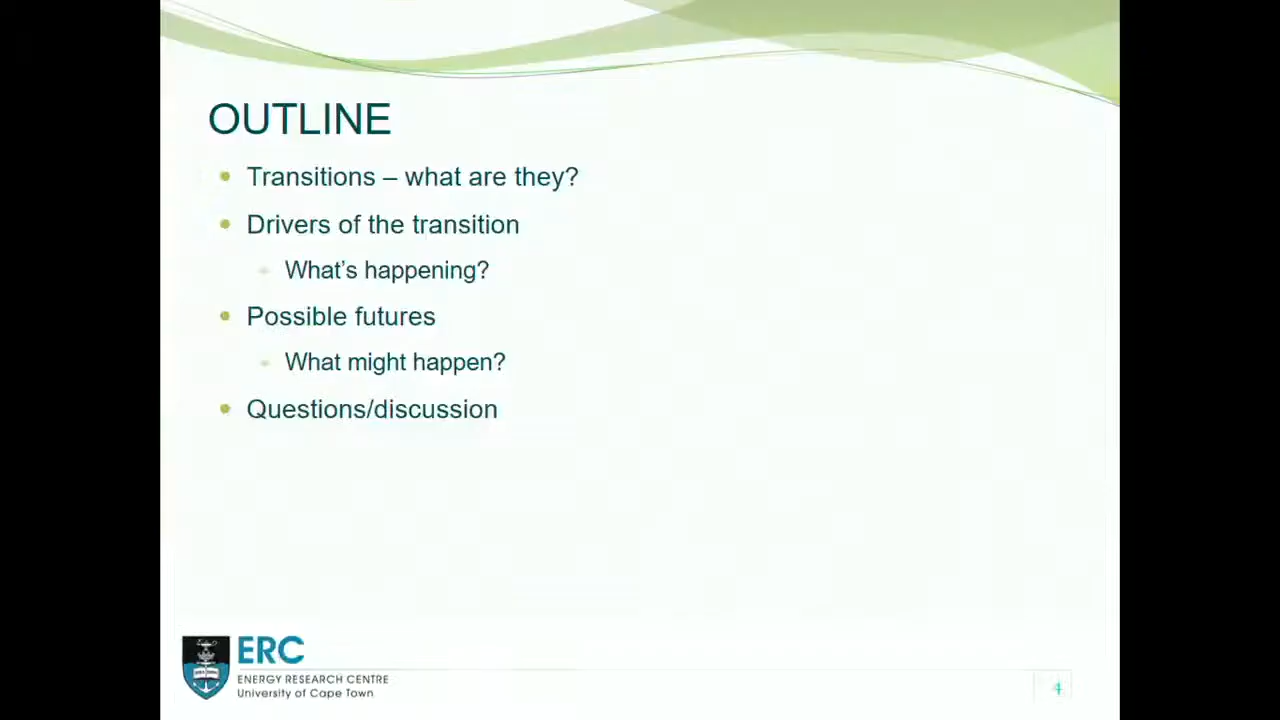 OUTLINE
Transitions – what are they?
Drivers of the transition
What's happening?
Possible futures
What might happen?
Questions/discussion
ERC
ENERGY RESEARCH CENTRE
University of Cape Town
4